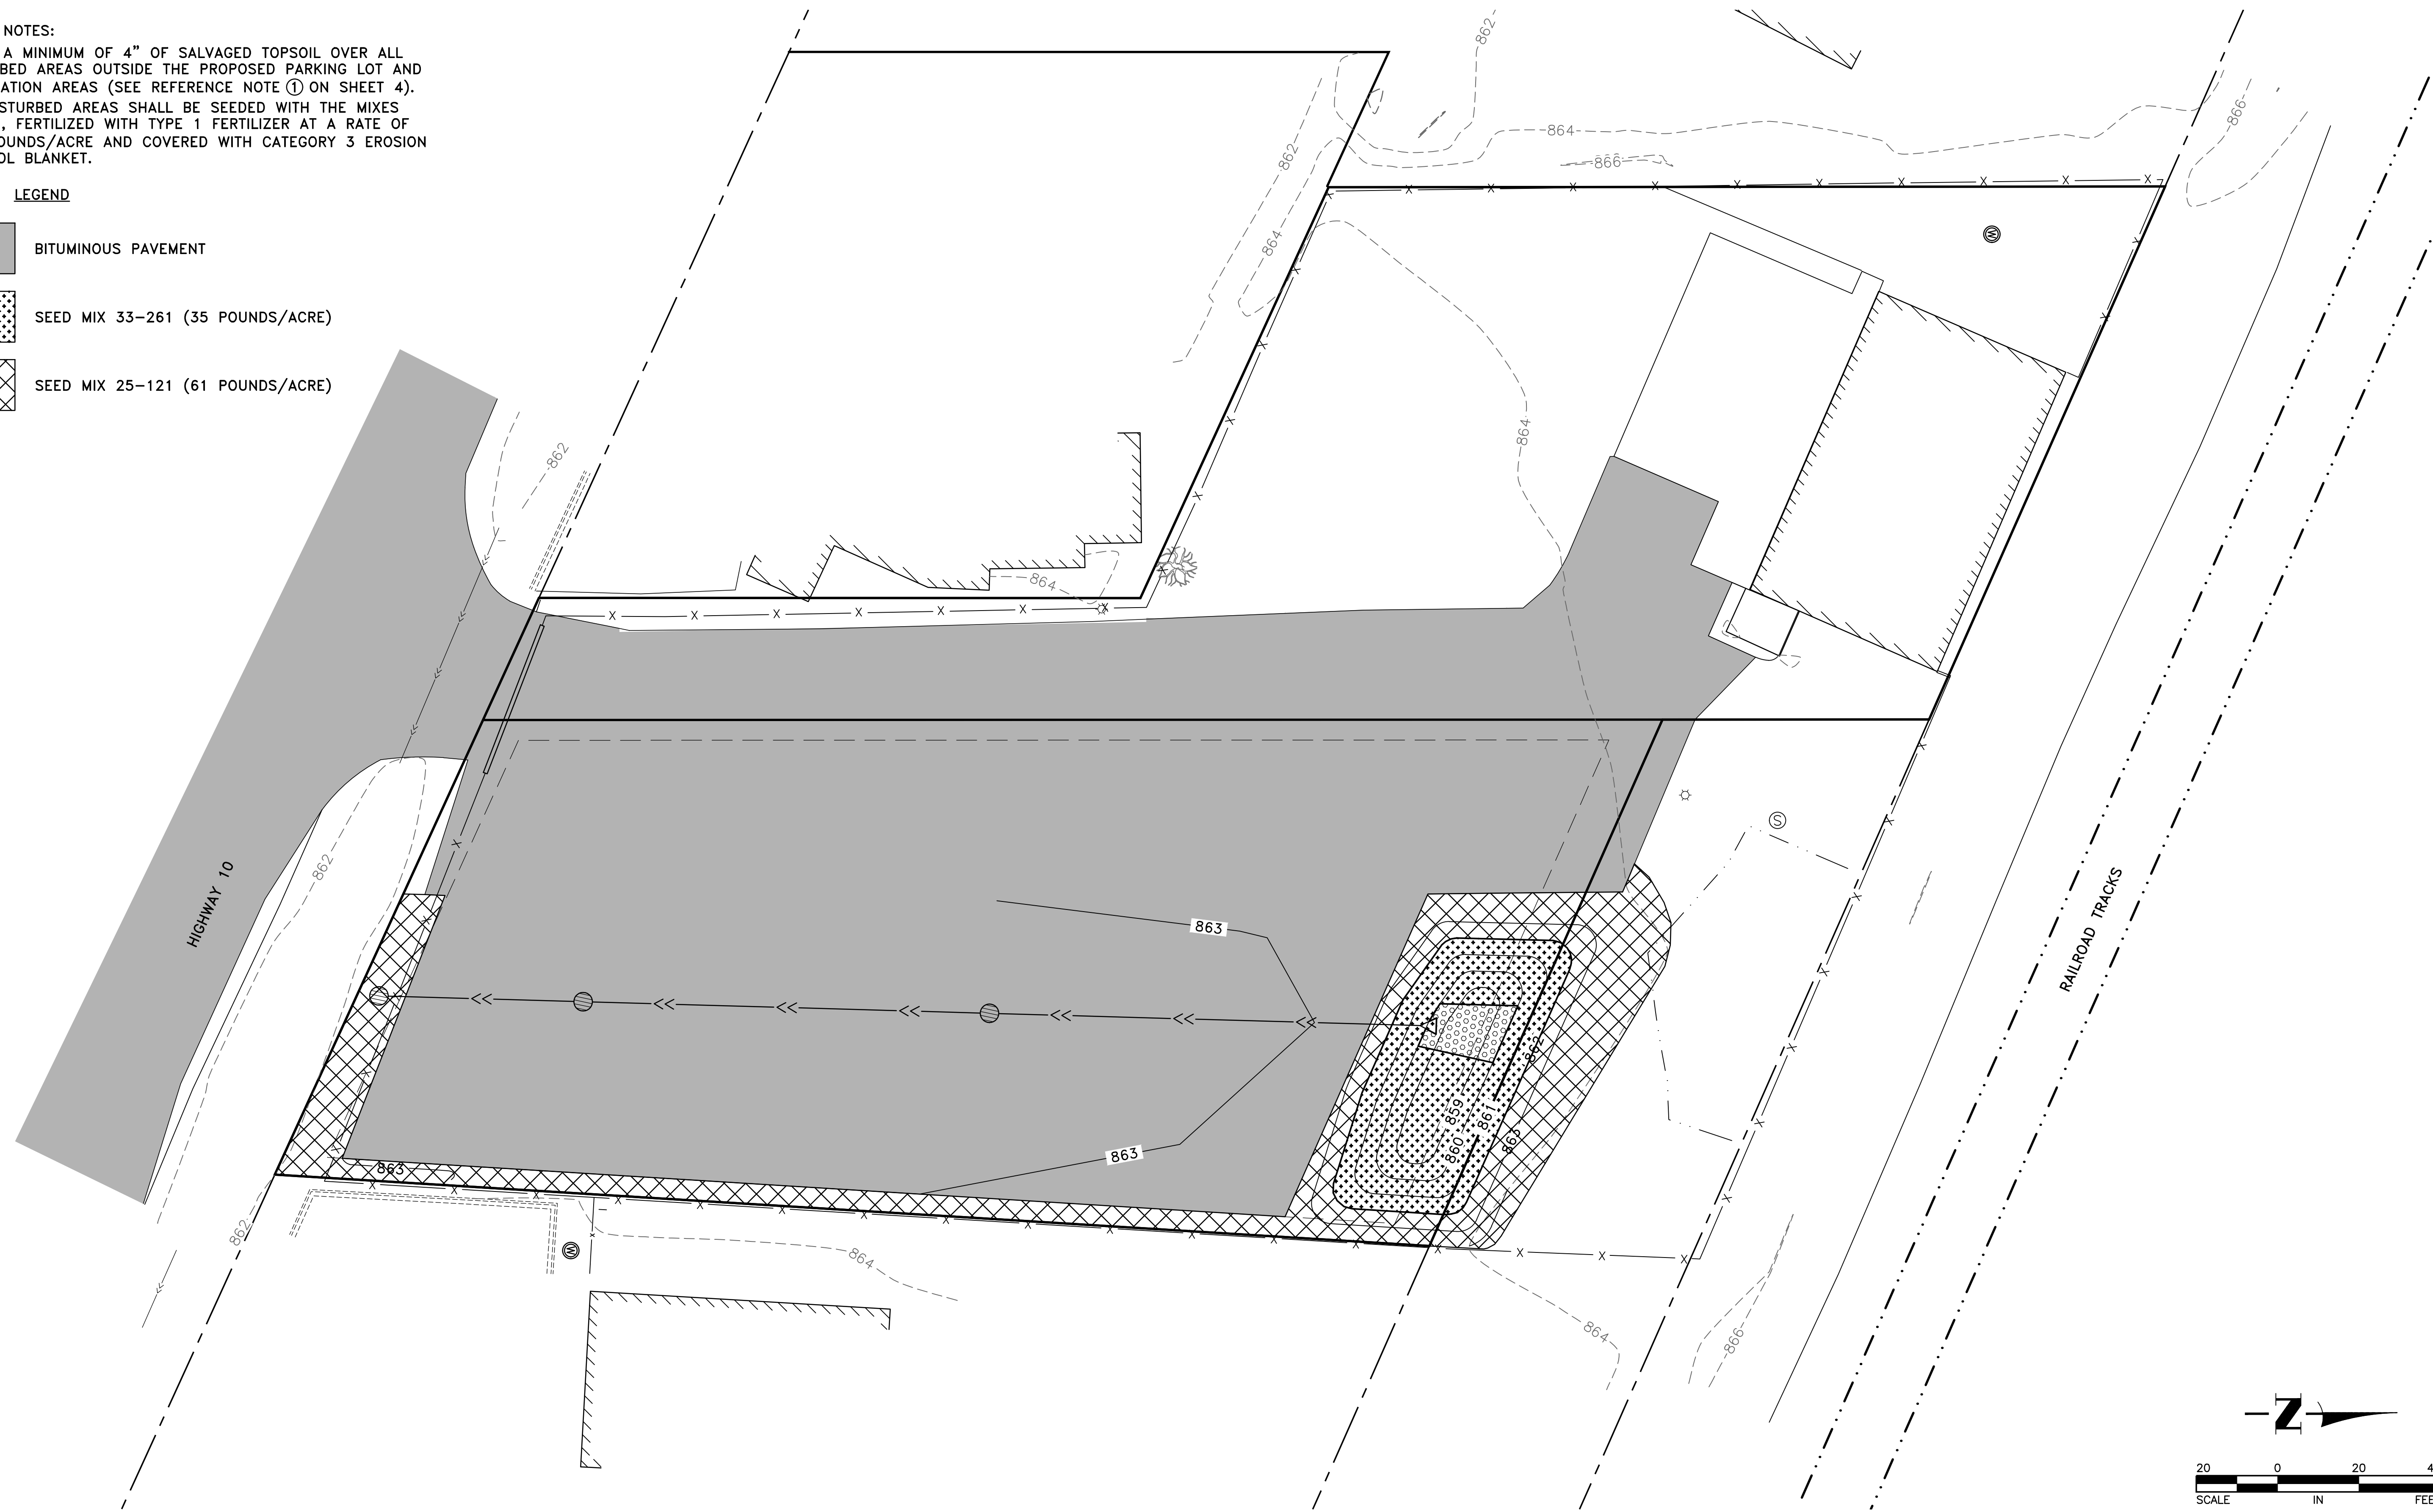 NOTES:
A MINIMUM OF 4" OF SALVAGED TOPSOIL OVER ALL
BED AREAS OUTSIDE THE PROPOSED PARKING LOT AND
ATION AREAS (SEE REFERENCE NOTE ① ON SHEET 4).
STURBED AREAS SHALL BE SEEDED WITH THE MIXES
, FERTILIZED WITH TYPE 1 FERTILIZER AT A RATE OF
OUNDS/ACRE AND COVERED WITH CATEGORY 3 EROSION
OL BLANKET.
LEGEND
BITUMINOUS PAVEMENT
SEED MIX 33-261 (35 POUNDS/ACRE)
SEED MIX 25-121 (61 POUNDS/ACRE)
862
866
864
862
866
864
W
864
862
864
862
S
HIGHWAY 10
RAILROAD TRACKS
863
862
859
861
860
863
863
863
862
W
864
864
866
N
20 0 20 4
SCALE IN FEE